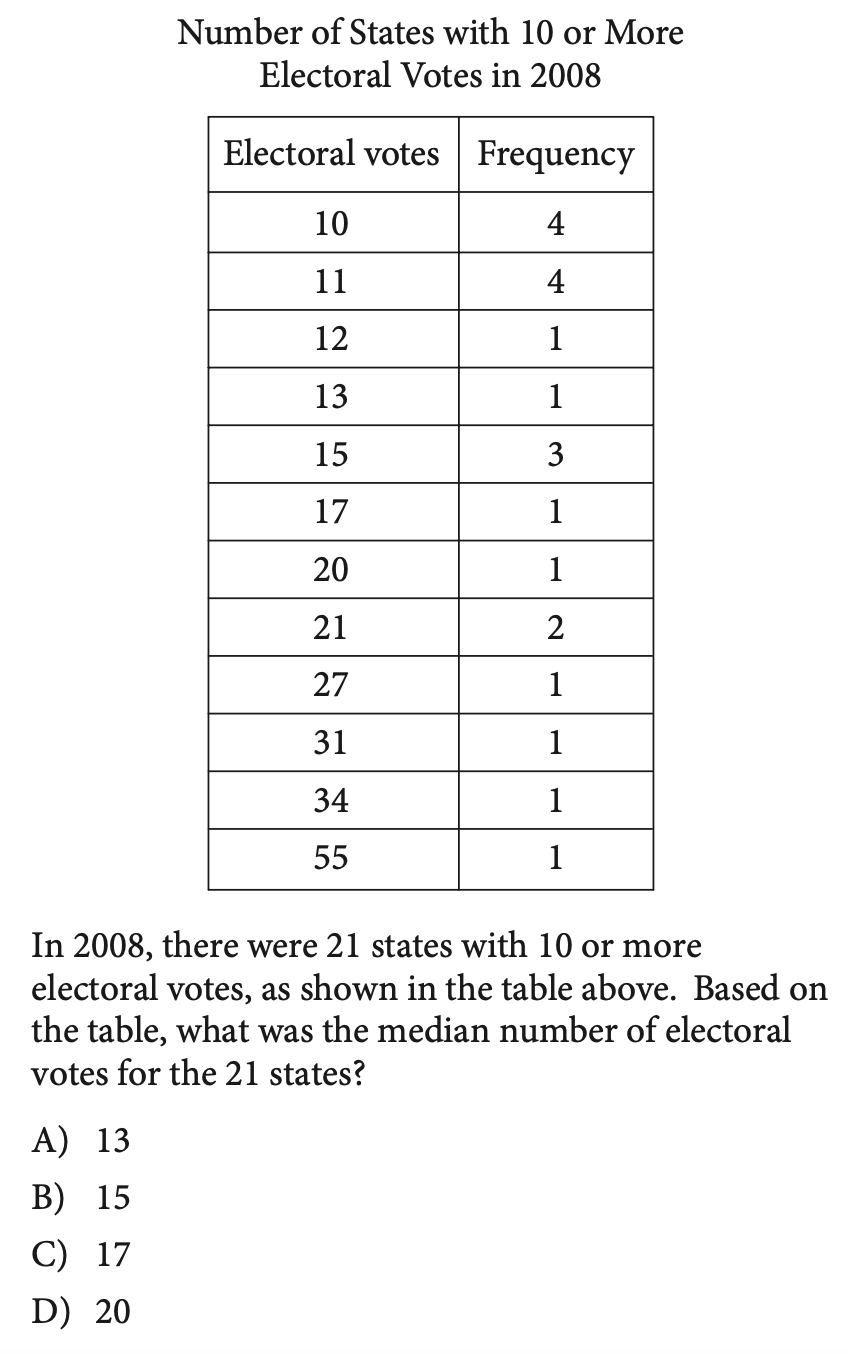 Number of States with 10 or More
Electoral Votes in 2008
Electoral votes Frequency
10 4
11 4
12 1
13 1
15 3
17 1
20 1
21 2
27 1
31 1
34 1
55 1
In 2008, there were 21 states with 10 or more
electoral votes, as shown in the table above. Based on
the table, what was the median number of electoral
votes for the 21 states?
A) 13
B) 15
C) 17
D) 20